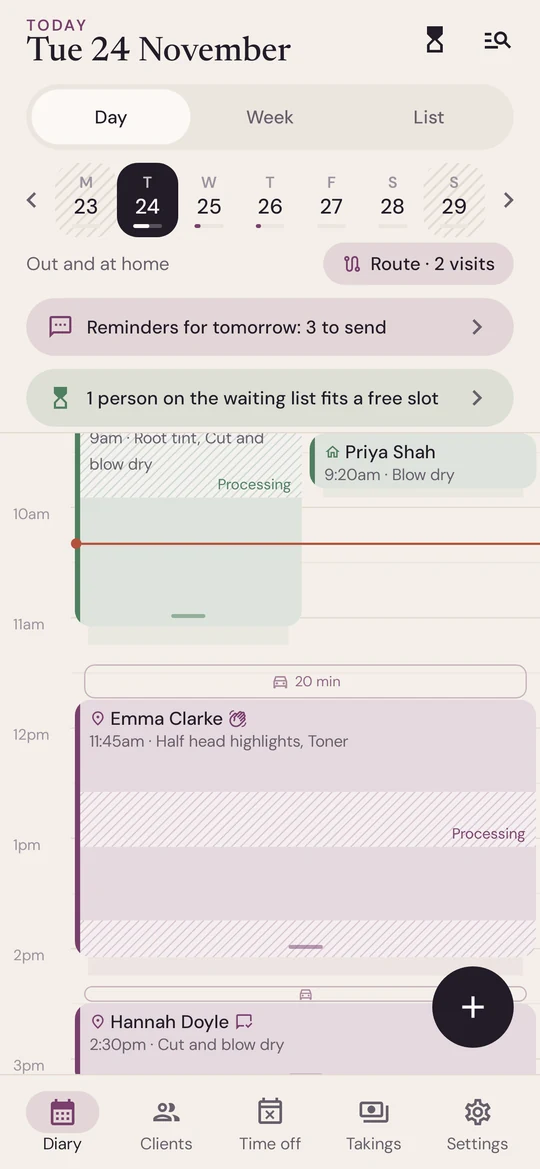 TODAY
Tue 24 November
Day
Week
List
M
T
W
T
F
S
S
23
24
25
26
27
28
29
Out and at home
Route · 2 visits
Reminders for tomorrow: 3 to send
1 person on the waiting list fits a free slot
9am · Root tint, Cut and
blow dry
Processing
Priya Shah
9:20am · Blow dry
10am
11am
20 min
Emma Clarke
11:45am · Half head highlights, Toner
12pm
Processing
1pm
2pm
Hannah Doyle
2:30pm · Cut and blow dry
3pm
Diary
Clients
Time off
Takings
Settings